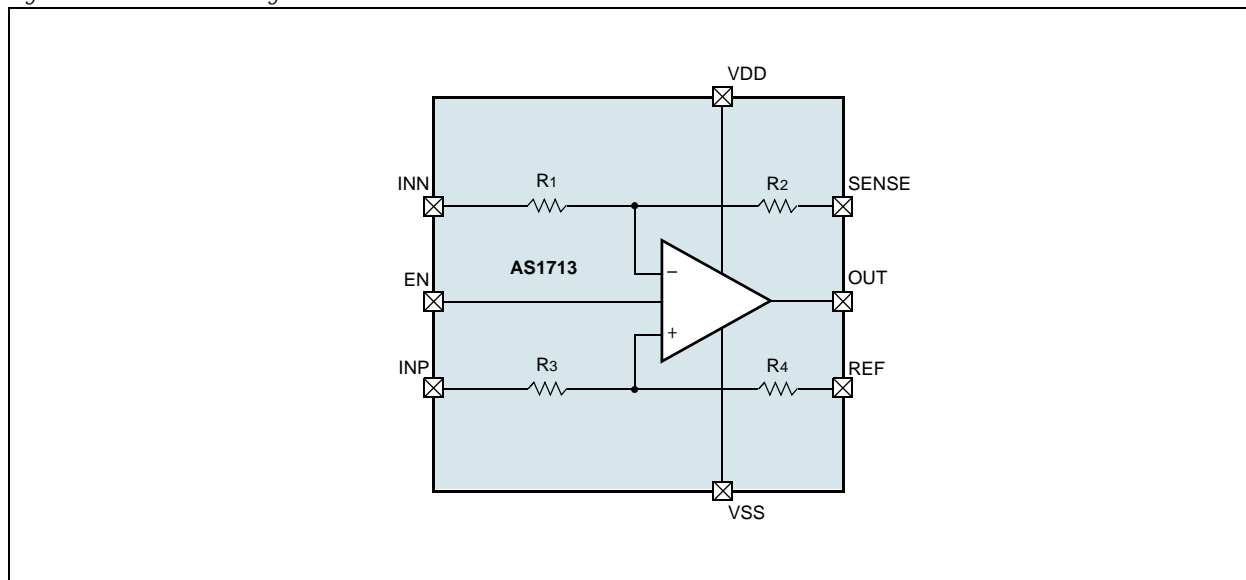 VDD
INN
R1
R2
SENSE
−
EN
AS1713
OUT
+
INP
R3
R4
REF
VSS